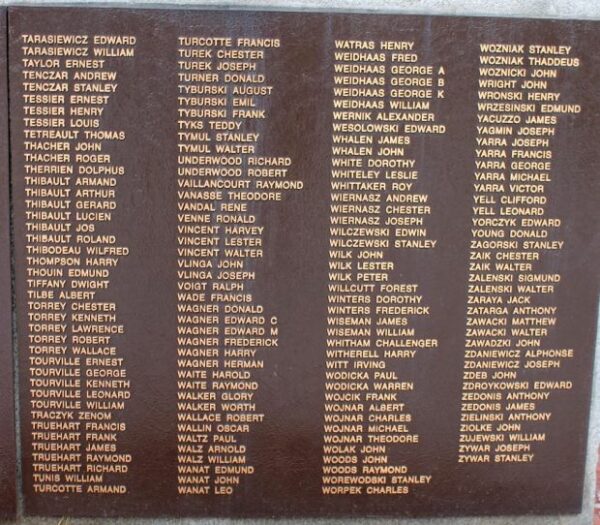 TARASIEWICZ EDWARD
TARASIEWICZ WILLIAM
TAYLOR ERNEST
TENCZAR ANDREW
TENCZAR STANLEY
TESSIER ERNEST
TESSIER HENRY
TESSIER LOUIS
TETREAULT THOMAS
THACHER JOHN
THACHER ROGER
THERRIEN DOLPHUS
THIBAULT ARMAND
THIBAULT ARTHUR
THIBAULT GERARD
THIBAULT LUCIEN
THIBAULT JOS
THIBAULT ROLAND
THIBODEAU WILFRED
THOMPSON HARRY
THOUIN EDMUND
TIFFANY DWIGHT
TILBE ALBERT
TORREY CHESTER
TORREY KENNETH
TORREY LAWRENCE
TORREY ROBERT
TORREY WALLACE
TOURVILLE ERNEST
TOURVILLE GEORGE
TOURVILLE KENNETH
TOURVILLE LEONARD
TOURVILLE WILLIAM
TRACZYK ZENOM
TRUEHART FRANCIS
TRUEHART FRANK
TRUEHART JAMES
TRUEHART RAYMOND
TRUEHART RICHARD
TUNIS WILLIAM
TURCOTTE ARMAND
TURCOTTE FRANCIS
TUREK CHESTER
TUREK JOSEPH
TURNER DONALD
TYBURSKI AUGUST
TYBURSKI EMIL
TYBURSKI FRANK
TYKS TEDDY
TYMUL STANLEY
TYMUL WALTER
UNDERWOOD RICHARD
UNDERWOOD ROBERT
VAILLANCOURT RAYMOND
VANASSE THEODORE
VANDAL RENE
VENNE RONALD
VINCENT HARVEY
VINCENT LESTER
VINCENT WALTER
VLINGA JOHN
VLINGA JOSEPH
VOIGT RALPH
WADE FRANCIS
WAGNER DONALD
WAGNER EDWARD C
WAGNER EDWARD M
WAGNER FREDERICK
WAGNER HARRY
WAGNER HERMAN
WAITE HAROLD
WAITE RAYMOND
WALKER GLORY
WALKER WORTH
WALLACE ROBERT
WALLIN OSCAR
WALTZ PAUL
WALZ ARNOLD
WALZ WILLIAM
WANAT EDMUND
WANAT JOHN
WANAT LEO
WATRAS HENRY
WEIDHAAS FRED
WEIDHAAS GEORGE A
WEIDHAAS GEORGE B
WEIDHAAS GEORGE K
WEIDHAAS WILLIAM
WERNIK ALEXANDER
WESOLOWSKI EDWARD
WHALEN JAMES
WHALEN JOHN
WHITE DOROTHY
WHITELEY LESLIE
WHITTAKER ROY
WIERNASZ ANDREW
WIERNASZ CHESTER
WIERNASZ JOSEPH
WILCZEWSKI EDWIN
WILCZEWSKI STANLEY
WILK JOHN
WILK LESTER
WILK PETER
WILLCUTT FOREST
WINTERS DOROTHY
WINTERS FREDERICK
WISEMAN JAMES
WISEMAN WILLIAM
WHITHAM CHALLENGER
WITHERELL HARRY
WITT IRVING
WODICKA PAUL
WODICKA WARREN
WOJCIK FRANK
WOJNAR ALBERT
WOJNAR CHARLES
WOJNAR MICHAEL
WOJNAR THEODORE
WOLAK JOHN
WOODS JOHN
WOODS RAYMOND
WOREWODSKI STANLEY
WORPEK CHARLES
WOZNIAK STANLEY
WOZNIAK THADDEUS
WOZNICKI JOHN
WRIGHT JOHN
WRONSKI HENRY
WRZESINSKI EDMUND
YACUZZO JAMES
YAGMIN JOSEPH
YARRA JOSEPH
YARRA FRANCIS
YARRA GEORGE
YARRA MICHAEL
YARRA VICTOR
YELL CLIFFORD
YELL LEONARD
YORCZYK EDWARD
YOUNG DONALD
ZAGORSKI STANLEY
ZAIK CHESTER
ZAIK WALTER
ZALENSKI SIGMUND
ZALENSKI WALTER
ZARAYA JACK
ZATARGA ANTHONY
ZAWACKI MATTHEW
ZAWACKI WALTER
ZAWADZKI JOHN
ZDANIEWICZ ALPHONSE
ZDANIEWICZ JOSEPH
ZDEB JOHN
ZDROYKOWSKI EDWARD
ZEDONIS ANTHONY
ZEDONIS JAMES
ZIELINSKI ANTHONY
ZIOLKE JOHN
ZUJEWSKI WILLIAM
ZYWAR JOSEPH
ZYWAR STANLEY